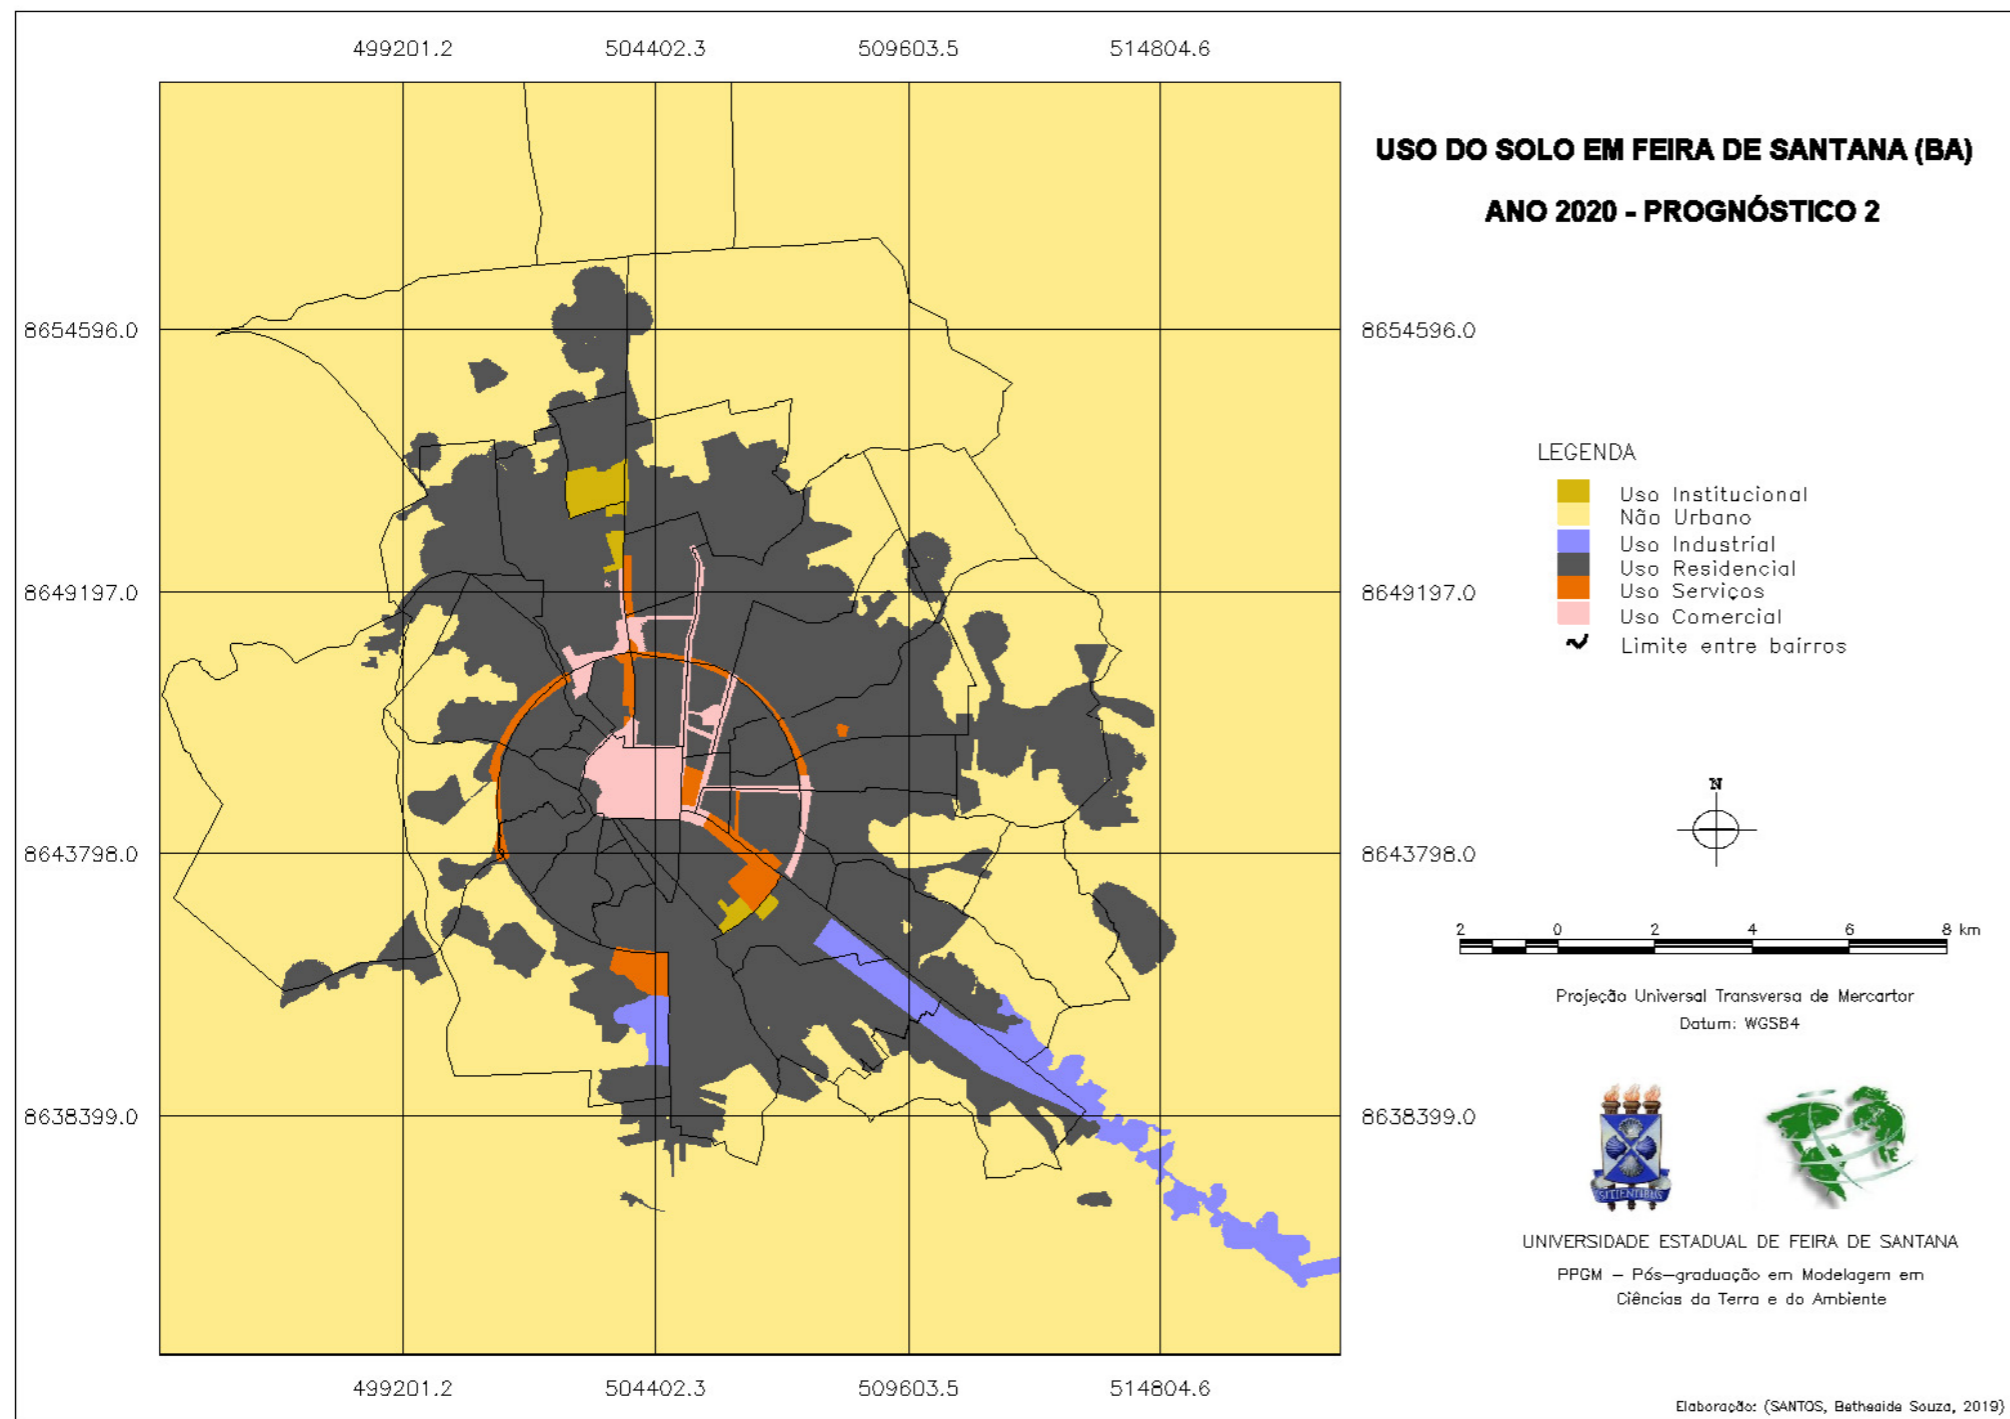 499201.2 504402.3 509603.5 514804.6
USO DO SOLO EM FEIRA DE SANTANA (BA)
ANO 2020 - PROGNÓSTICO 2
8654596.0 8654596.0
LEGENDA
Uso Institucional
Não Urbano
Uso Industrial
Uso Residencial
Uso Serviços
Uso Comercial
Limite entre bairros
8649197.0 8649197.0
N
8643798.0 8643798.0
2 0 2 4 6 8 km
Projeção Universal Transversa de Mercartor
Datum: WGS84
8638399.0 8638399.0
SITIENTIBUS
UNIVERSIDADE ESTADUAL DE FEIRA DE SANTANA
PPGM – Pós-graduação em Modelagem em
Ciências da Terra e do Ambiente
499201.2 504402.3 509603.5 514804.6
Elaboração: (SANTOS, Betheaide Souza, 2019)